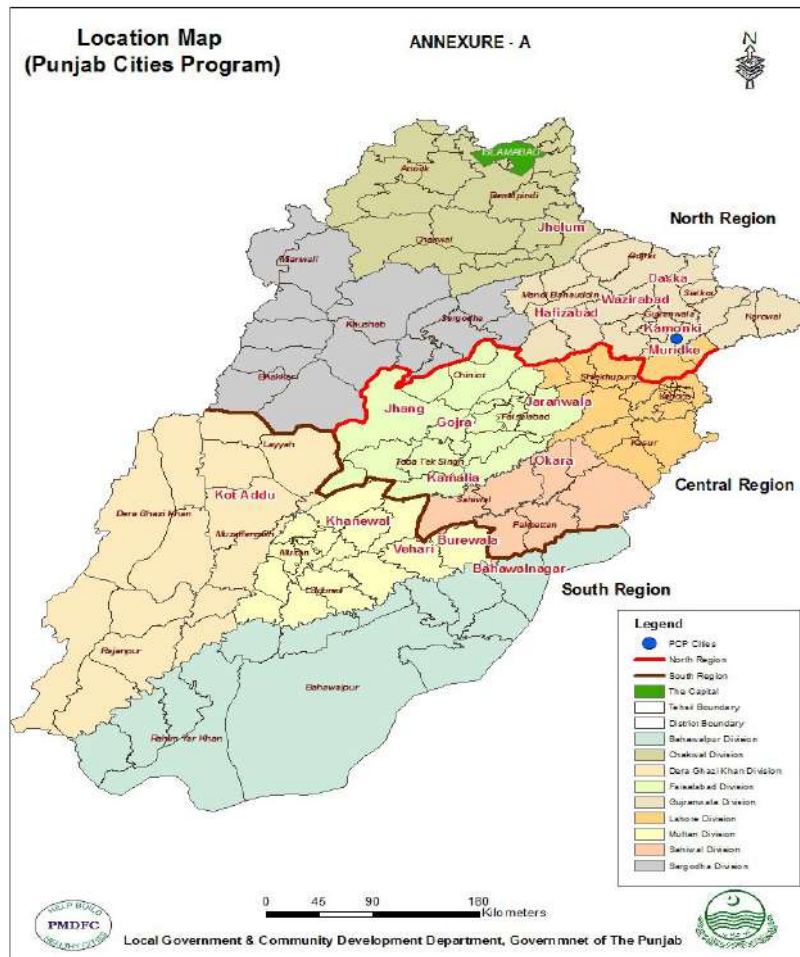 Location Map
(Punjab Cities Program)
ANNEXURE - A
N
ISLAMABAD
Attock
Rawalpindi
Jhelum
Chakwal
North Region
Mianwali
Gujrat
Daska
Mandi Bahauddin
Wazirabad
Sialkot
Hafizabad
Gujranwala
Narowal
Khushab
Sargodha
Kamonki
Muridke
Bhakkar
Chiniot
Sheikhupura
Lahore
Jhang
Jaranwala
Gojra
Faisalabad
Kasur
Layyah
Toba Tek Singh
Okara
Kamalia
Kot Addu
Central Region
Dera Ghazi Khan
Sahiwal
Muzaffargarh
Khanewal
Pakpattan
Multan
Vehari
Burewala
Bahawalnagar
Lodhran
South Region
Rajanpur
Bahawalpur
Rahim Yar Khan
Legend
PCP Cities
North Region
South Region
The Capital
Tehsil Boundary
District Boundary
Bahawalpur Division
Chakwal Division
Dera Ghazi Khan Division
Faisalabad Division
Gujranwala Division
Lahore Division
Multan Division
Sahiwal Division
Sargodha Division
0 45 90 180
Kilometers
HELP BUILD
PMDFC
HEALTHY CITIES
Local Government & Community Development Department, Governmnet of The Punjab